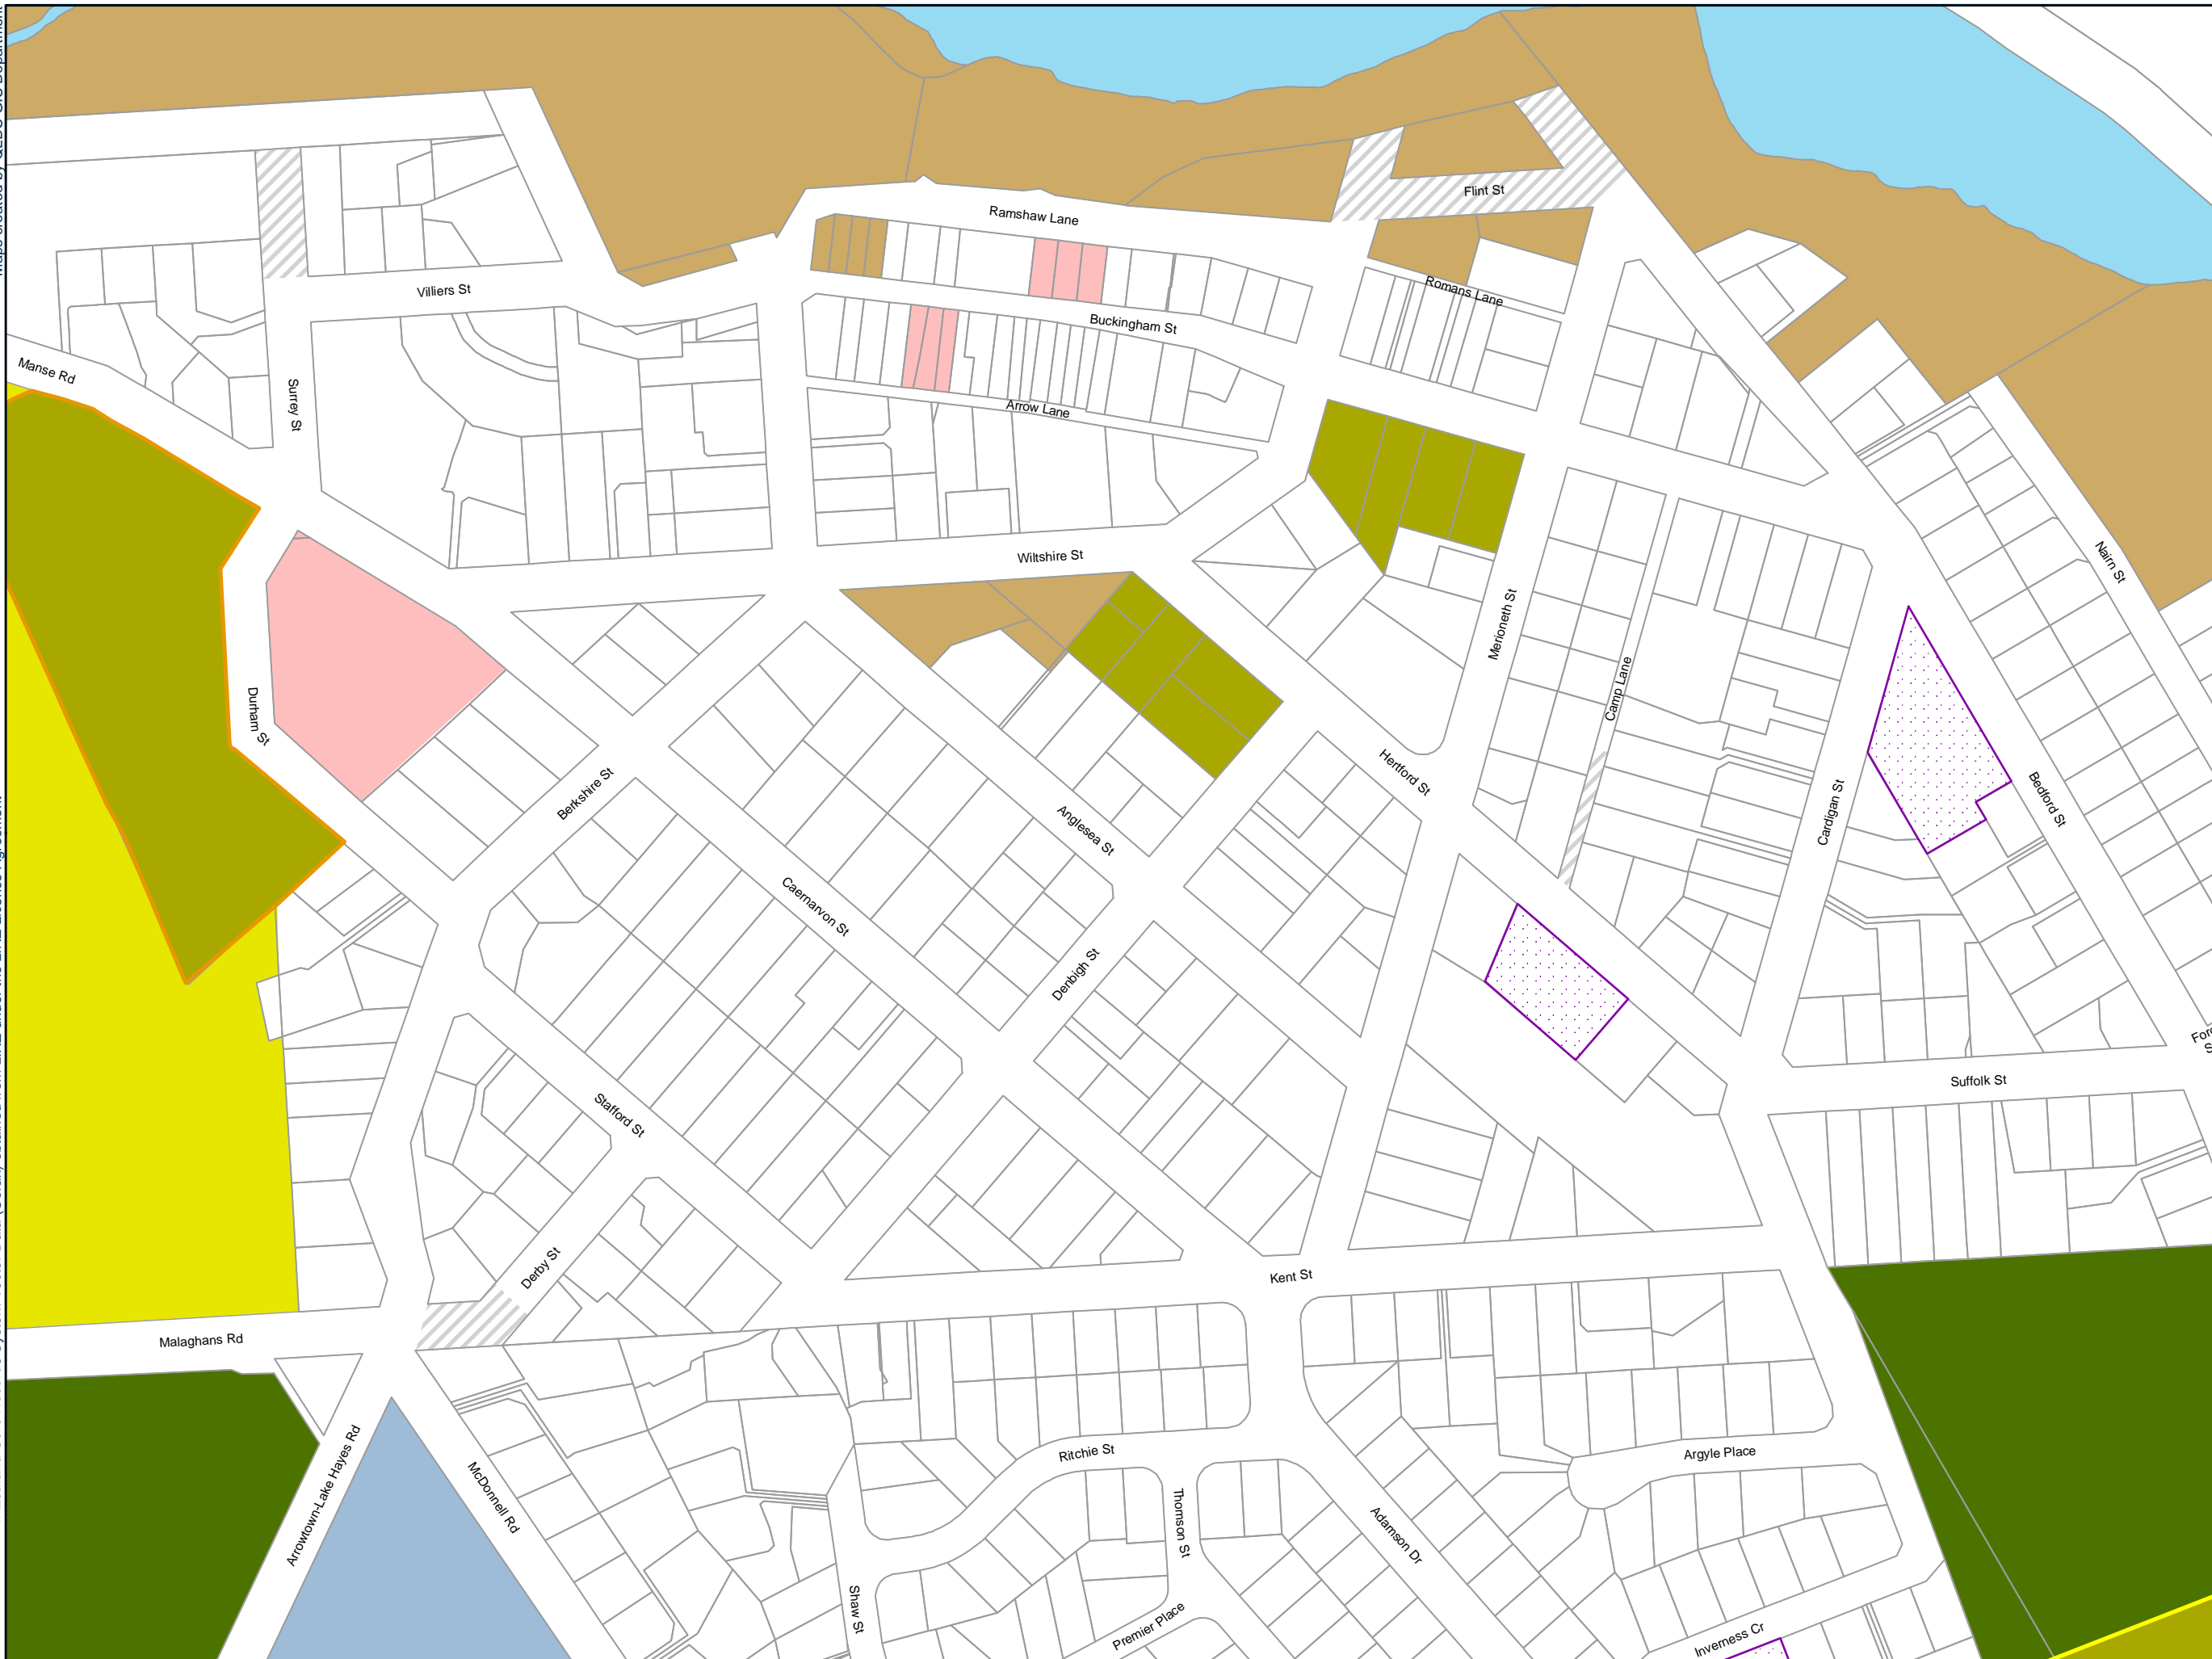 Flint St
Ramshaw Lane
Romans Lane
Villiers St
Buckingham St
Manse Rd
Surrey St
Arrow Lane
Wiltshire St
Nairn St
Merioneth St
Camp Lane
Durham St
Hertford St
Berkshire St
Bedford St
Cardigan St
Anglesea St
Caernarvon St
Denbigh St
Suffolk St
Stafford St
Derby St
Kent St
Malaghans Rd
Ritchie St
Argyle Place
Arrowtown-Lake Hayes Rd
McDonnell Rd
Thomson St
Adamson Dr
Shaw St
Premier Place
Inverness Cr